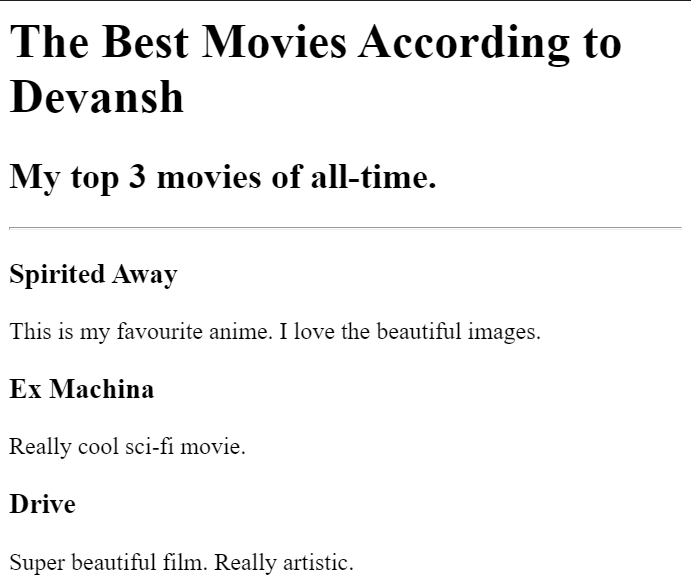 The Best Movies According to
Devansh
My top 3 movies of all-time.
Spirited Away
This is my favourite anime. I love the beautiful images.
Ex Machina
Really cool sci-fi movie.
Drive
Super beautiful film. Really artistic.